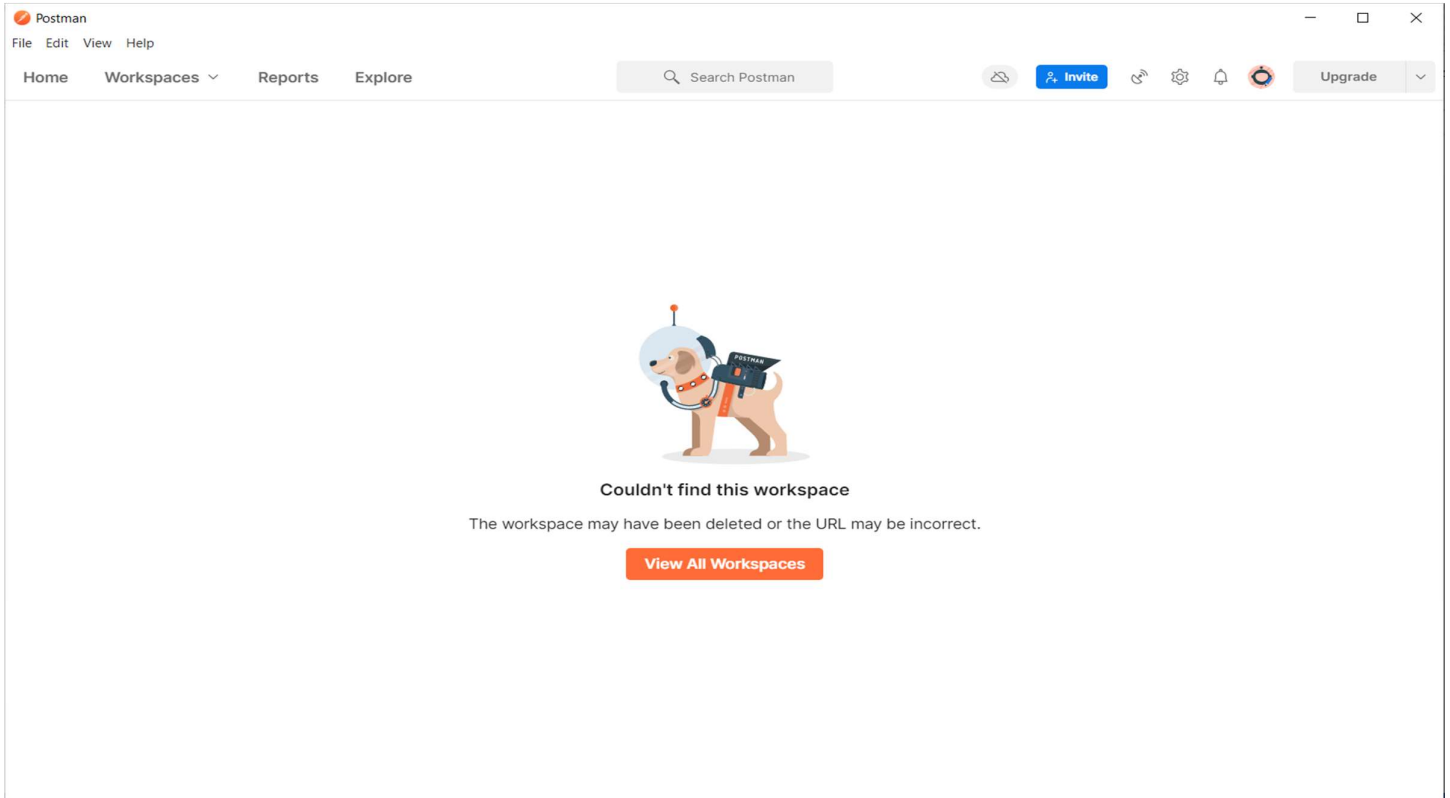 Postman
File Edit View Help
Home Workspaces Reports Explore Search Postman Invite Upgrade
POSTMAN
Couldn't find this workspace
The workspace may have been deleted or the URL may be incorrect.
View All Workspaces